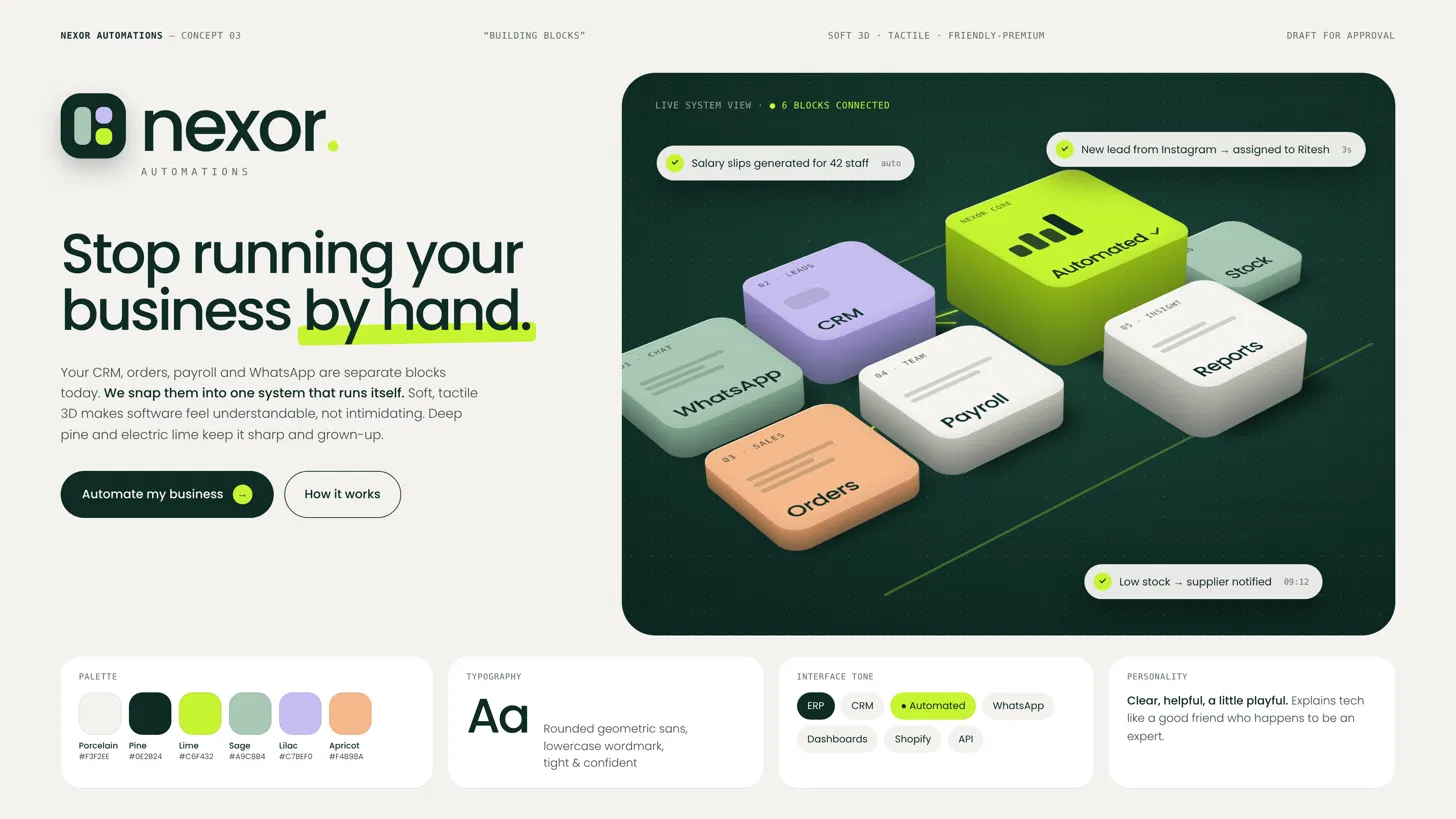 NEXOR AUTOMATIONS — CONCEPT 03
“BUILDING BLOCKS”
SOFT 3D · TACTILE · FRIENDLY-PREMIUM
DRAFT FOR APPROVAL
nexor.
AUTOMATIONS
Stop running your
business by hand.
Your CRM, orders, payroll and WhatsApp are separate blocks
today. We snap them into one system that runs itself. Soft, tactile
3D makes software feel understandable, not intimidating. Deep
pine and electric lime keep it sharp and grown-up.
Automate my business →
How it works
LIVE SYSTEM VIEW · ● 6 BLOCKS CONNECTED
Salary slips generated for 42 staff auto
New lead from Instagram → assigned to Ritesh 3s
NEXOR CORE
Automated ✓
Stock
02 · LEADS
CRM
05 · INSIGHT
Reports
01 · CHAT
WhatsApp
04 · TEAM
Payroll
03 · SALES
Orders
Low stock → supplier notified 09:12
PALETTE
Porcelain
#F3F2EE
Pine
#0E2B24
Lime
#C6F432
Sage
#A9C8B4
Lilac
#C7BEF0
Apricot
#F4B98A
TYPOGRAPHY
Aa
Rounded geometric sans,
lowercase wordmark,
tight & confident
INTERFACE TONE
ERP
CRM
● Automated
WhatsApp
Dashboards
Shopify
API
PERSONALITY
Clear, helpful, a little playful. Explains tech
like a good friend who happens to be an
expert.